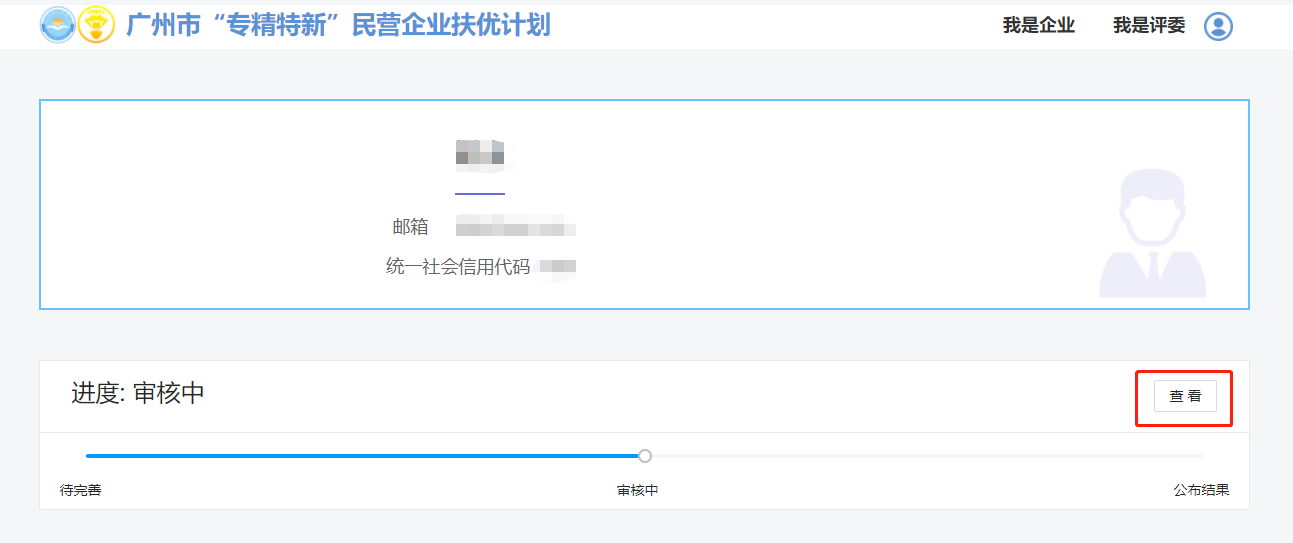 广州市“专精特新”民营企业扶优计划
我是企业
我是评委
邮箱
统一社会信用代码
进度: 审核中
查 看
待完善
审核中
公布结果